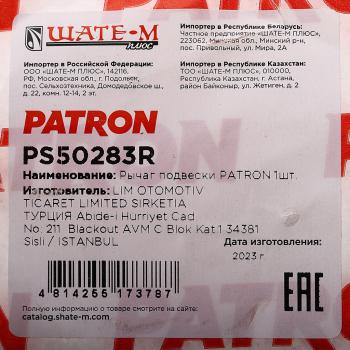 ШАТЕ-М
ПЛЮС
Импортер в Российской Федерации:
ООО "ШАТЕ-М ПЛЮС", 142116,
РФ, Московская обл., г. Подольск,
пос. Сельхозтехника, Домодедовское ш.,
д. 22, комн. 12-14, 2 эт.
Импортер в Республике Беларусь:
Частное предприятие «ШАТЕ-М ПЛЮС»,
223062, Минская обл., Минский р-н,
пос. Привольный, ул. Мира, 2А
Импортер в Республике Казахстан:
ТОО «ШАТЕ-М ПЛЮС», 010000,
Республика Казахстан, г. Астана,
район Байконыр, ул. Жетиген, д. 2
PATRON
PS50283R
Наименование: Рычаг подвески PATRON 1шт.
Изготовитель: LIM OTOMOTIV
TICARET LIMITED SIRKETIA
ТУРЦИЯ Abide-i Hurriyet Cad.
No: 211 Blackout AVM C Blok Kat:1 34381
Sisli / ISTANBUL
Дата изготовления
2023 г.
4 814255 173787
Информация о товаре на сайте
catalog.shate-m.com
EAC